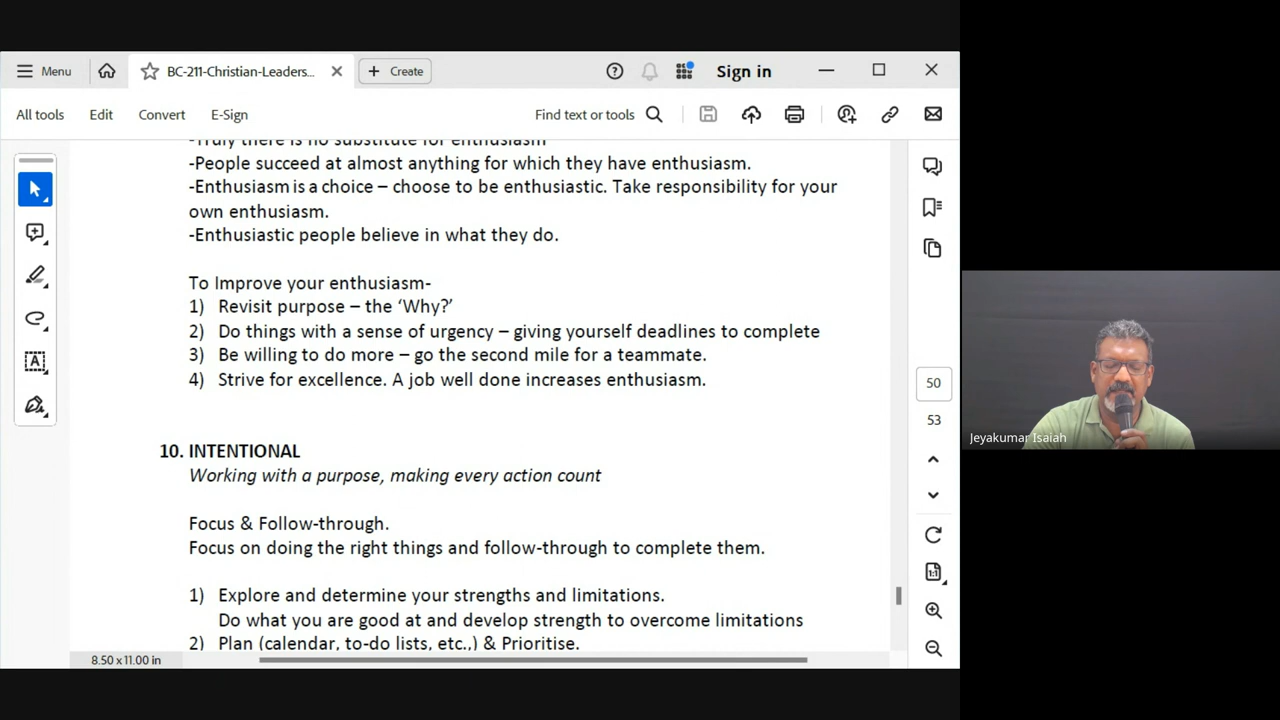 Menu
BC-211-Christian-Leaders...
Create
Sign in
All tools
Edit
Convert
E-Sign
Find text or tools
-Truly there is no substitute for enthusiasm
-People succeed at almost anything for which they have enthusiasm.
-Enthusiasm is a choice – choose to be enthusiastic. Take responsibility for your
own enthusiasm.
-Enthusiastic people believe in what they do.
To Improve your enthusiasm-
1) Revisit purpose – the ‘Why?’
2) Do things with a sense of urgency – giving yourself deadlines to complete
3) Be willing to do more – go the second mile for a teammate.
4) Strive for excellence. A job well done increases enthusiasm.
10. INTENTIONAL
Working with a purpose, making every action count
Focus & Follow-through.
Focus on doing the right things and follow-through to complete them.
1) Explore and determine your strengths and limitations.
Do what you are good at and develop strength to overcome limitations
2) Plan (calendar, to-do lists, etc.,) & Prioritise.
8.50 x 11.00 in
50
53
Jeyakumar Isaiah